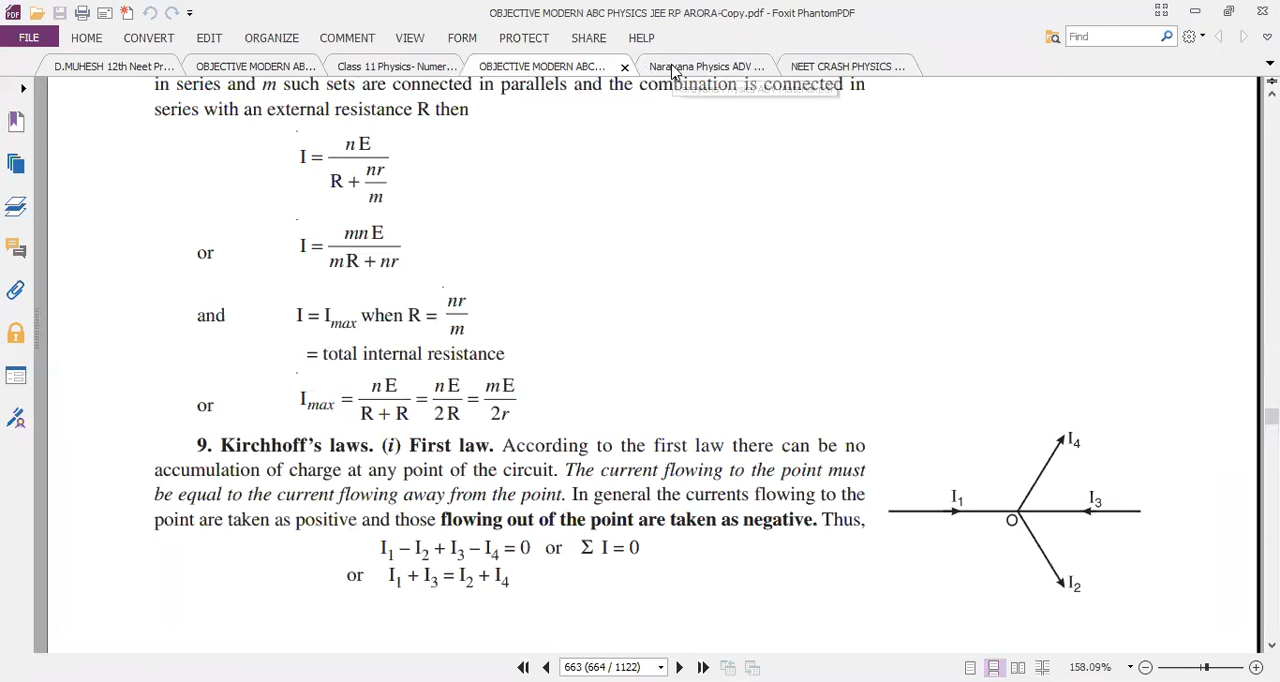 OBJECTIVE MODERN ABC PHYSICS JEE RP ARORA-Copy.pdf - Foxit PhantomPDF
FILE HOME CONVERT EDIT ORGANIZE COMMENT VIEW FORM PROTECT SHARE HELP Find
D.MUHESH 12th Neet Pr... OBJECTIVE MODERN AB... Class 11 Physics- Numer... OBJECTIVE MODERN ABC... Narayana Physics ADV ... NEET CRASH PHYSICS ...
in series and m such sets are connected in parallels and the combination is connected in
series with an external resistance R then
I = nE / (R + nr/m)
or I = mnE / (mR + nr)
and I = Imax when R = nr/m
= total internal resistance
or Imax = nE / (R + R) = nE / 2R = mE / 2r
9. Kirchhoff's laws. (i) First law. According to the first law there can be no
accumulation of charge at any point of the circuit. The current flowing to the point must
be equal to the current flowing away from the point. In general the currents flowing to the
point are taken as positive and those flowing out of the point are taken as negative. Thus,
I1 – I2 + I3 – I4 = 0 or Σ I = 0
or I1 + I3 = I2 + I4
I4
I1
I3
O
I2
663 (664 / 1122) 158.09%